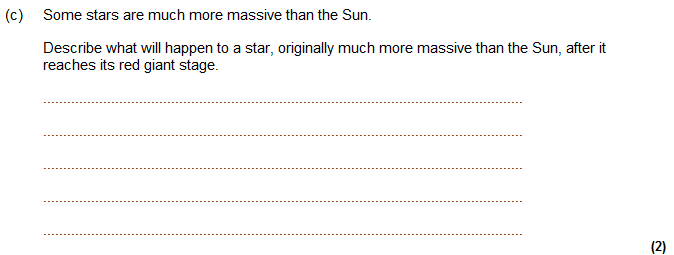 (c) Some stars are much more massive than the Sun.
Describe what will happen to a star, originally much more massive than the Sun, after it
reaches its red giant stage.
(2)